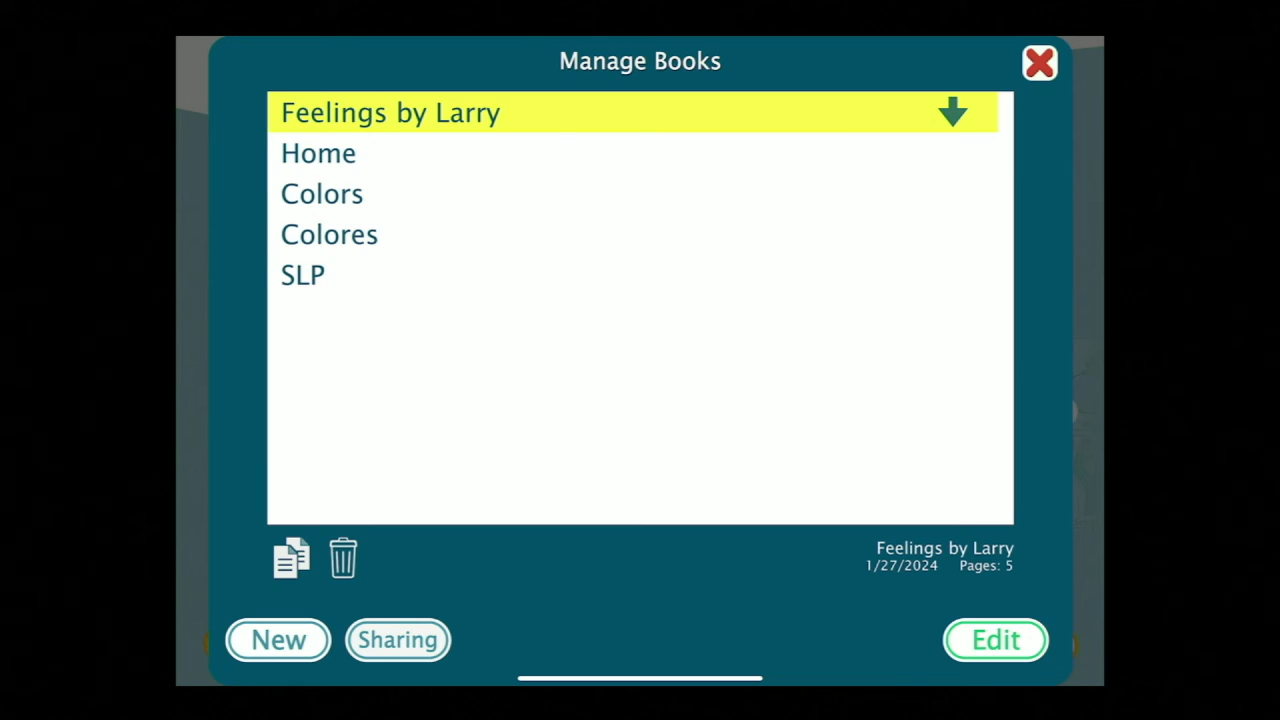 Manage Books
Feelings by Larry
Home
Colors
Colores
SLP
Feelings by Larry
1/27/2024 Pages: 5
New Sharing Edit